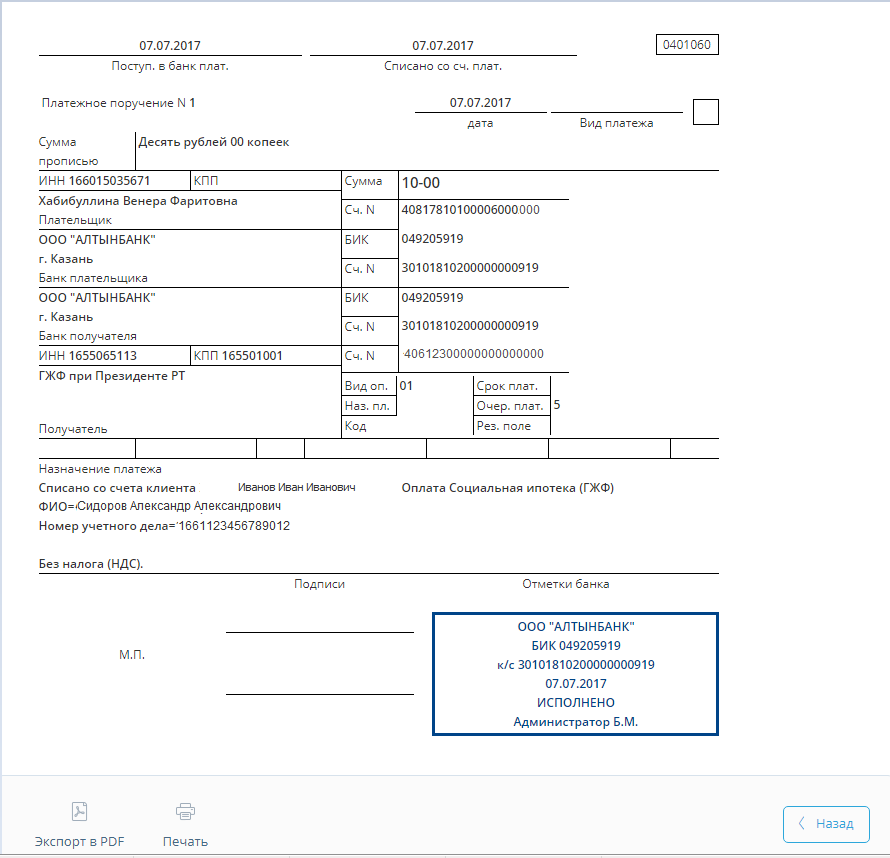 07.07.2017 07.07.2017 0401060
Поступ. в банк плат. Списано со сч. плат.
Платежное поручение N 1 07.07.2017
дата Вид платежа
Сумма Десять рублей 00 копеек
прописью
ИНН 166015035671 КПП Сумма 10-00
Хабибуллина Венера Фаритовна
Плательщик Сч. N 40817810100006000000
ООО "АЛТЫНБАНК" БИК 049205919
г. Казань
Банк плательщика Сч. N 30101810200000000919
ООО "АЛТЫНБАНК" БИК 049205919
г. Казань
Банк получателя Сч. N 30101810200000000919
ИНН 1655065113 КПП 165501001 Сч. N 40612300000000000000
ГЖФ при Президенте РТ
Вид оп. 01 Срок плат.
Наз. пл. Очер. плат. 5
Получатель Код Рез. поле
Назначение платежа
Списано со счета клиента Иванов Иван Иванович Оплата Социальная ипотека (ГЖФ)
ФИО=Сидоров Александр Александрович
Номер учетного дела=1661123456789012
Без налога (НДС).
Подписи Отметки банка
ООО "АЛТЫНБАНК"
БИК 049205919
М.П.
к/с 30101810200000000919
07.07.2017
ИСПОЛНЕНО
Администратор Б.М.
Экспорт в PDF Печать Назад